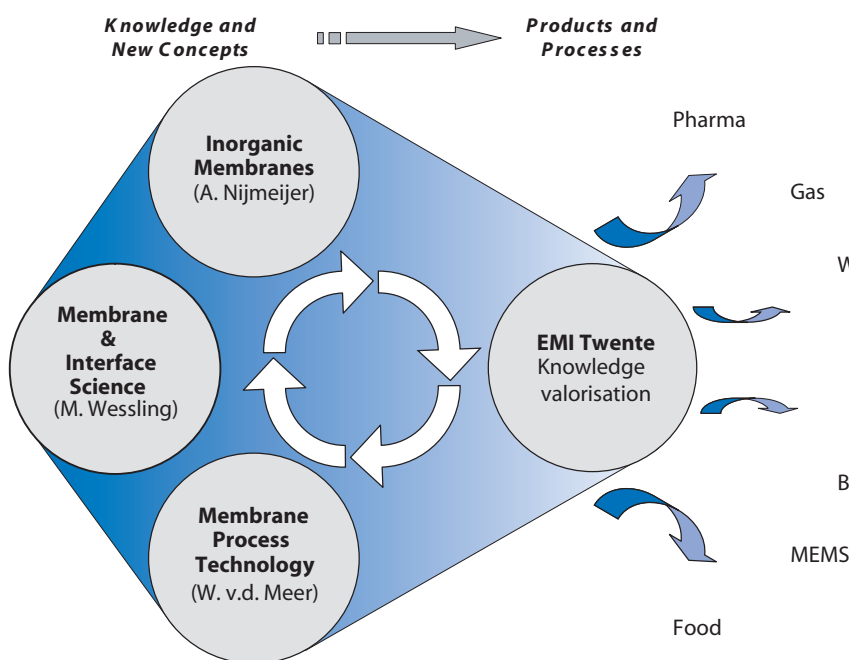 Knowledge and
New Concepts
Products and
Processes
Inorganic
Membranes
(A. Nijmeijer)
Membrane
&
Interface
Science
(M. Wessling)
Membrane
Process
Technology
(W. v.d. Meer)
EMI Twente
Knowledge
valorisation
Pharma
Gas
W
B
MEMS
Food